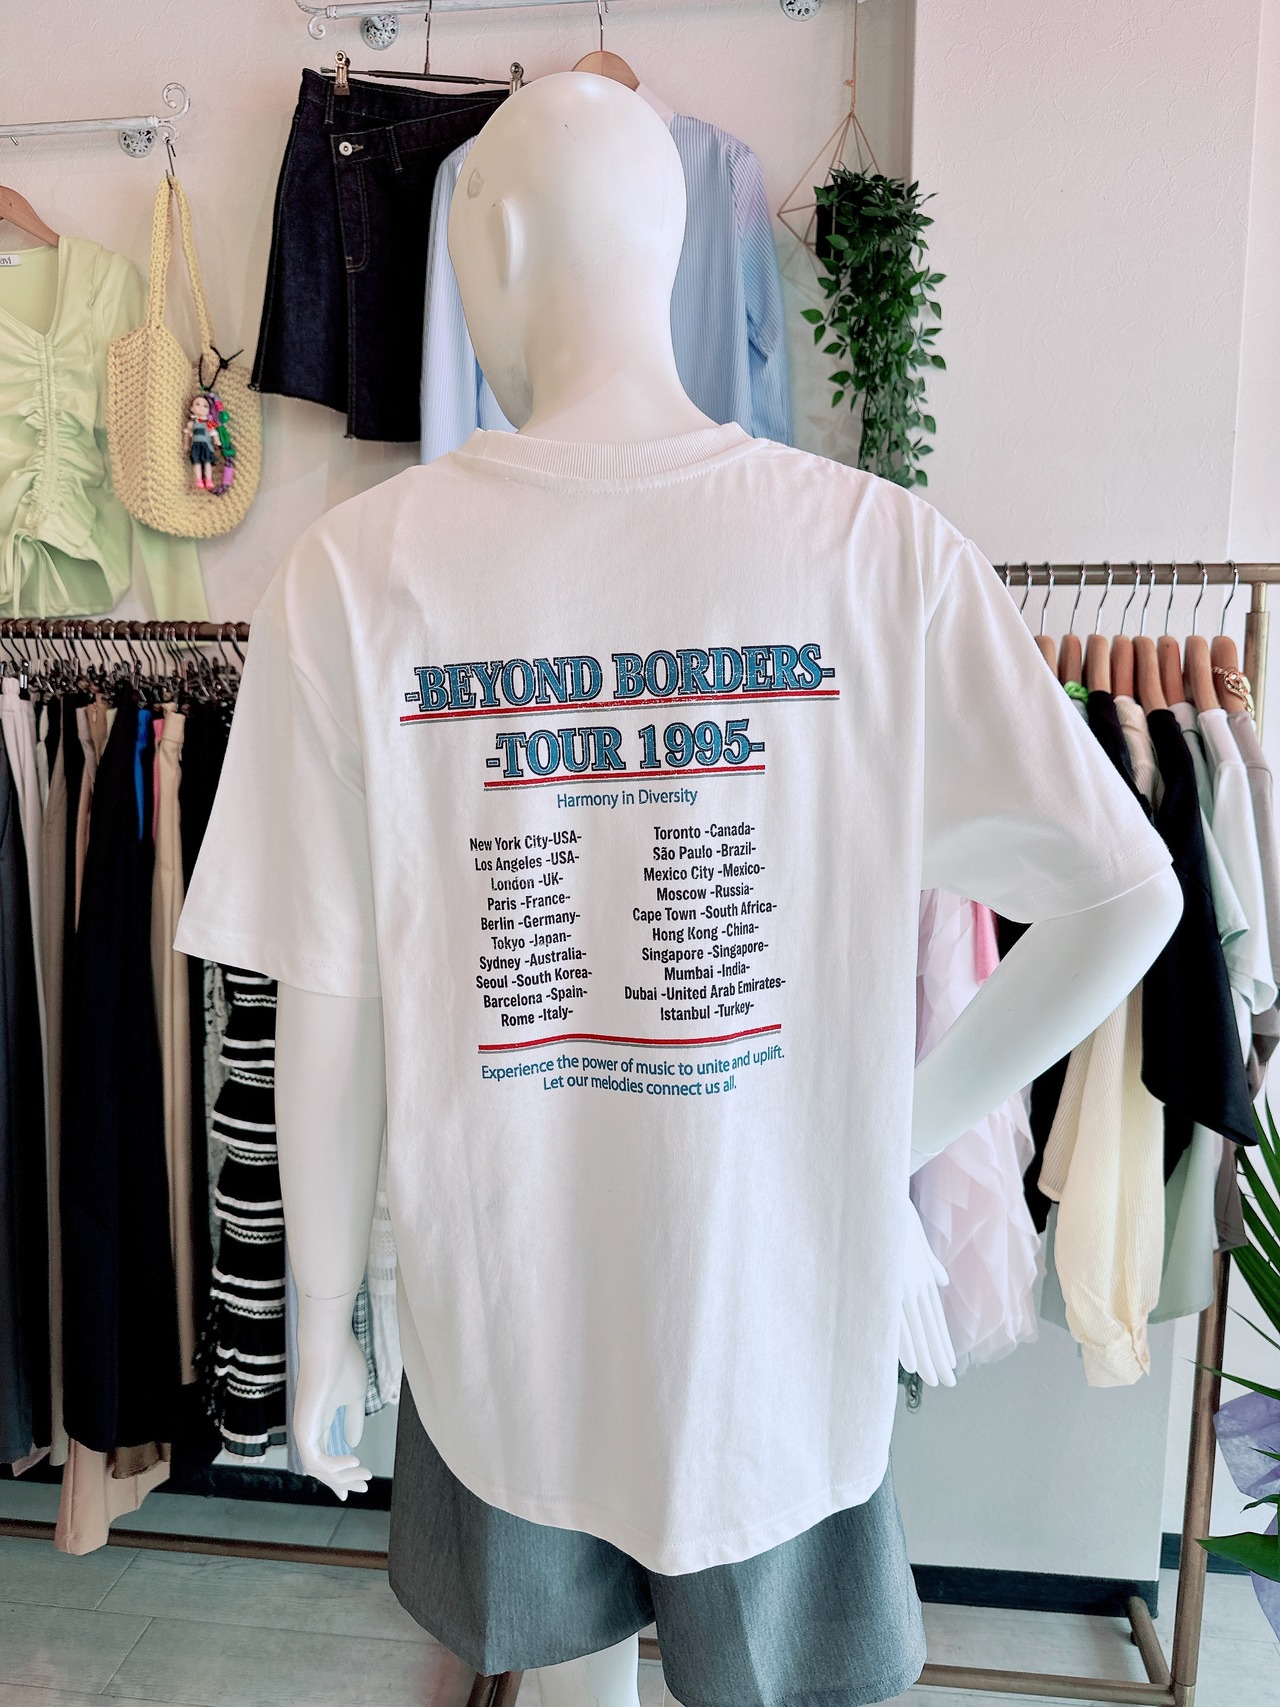 -BEYOND BORDERS-
-TOUR 1995-
Harmony in Diversity
New York City-USA-
Los Angeles -USA-
London -UK-
Paris -France-
Berlin -Germany-
Tokyo -Japan-
Sydney -Australia-
Seoul -South Korea-
Barcelona -Spain-
Rome -Italy-
Toronto -Canada-
São Paulo -Brazil-
Mexico City -Mexico-
Moscow -Russia-
Cape Town -South Africa-
Hong Kong -China-
Singapore -Singapore-
Mumbai -India-
Dubai -United Arab Emirates-
Istanbul -Turkey-
Experience the power of music to unite and uplift.
Let our melodies connect us all.